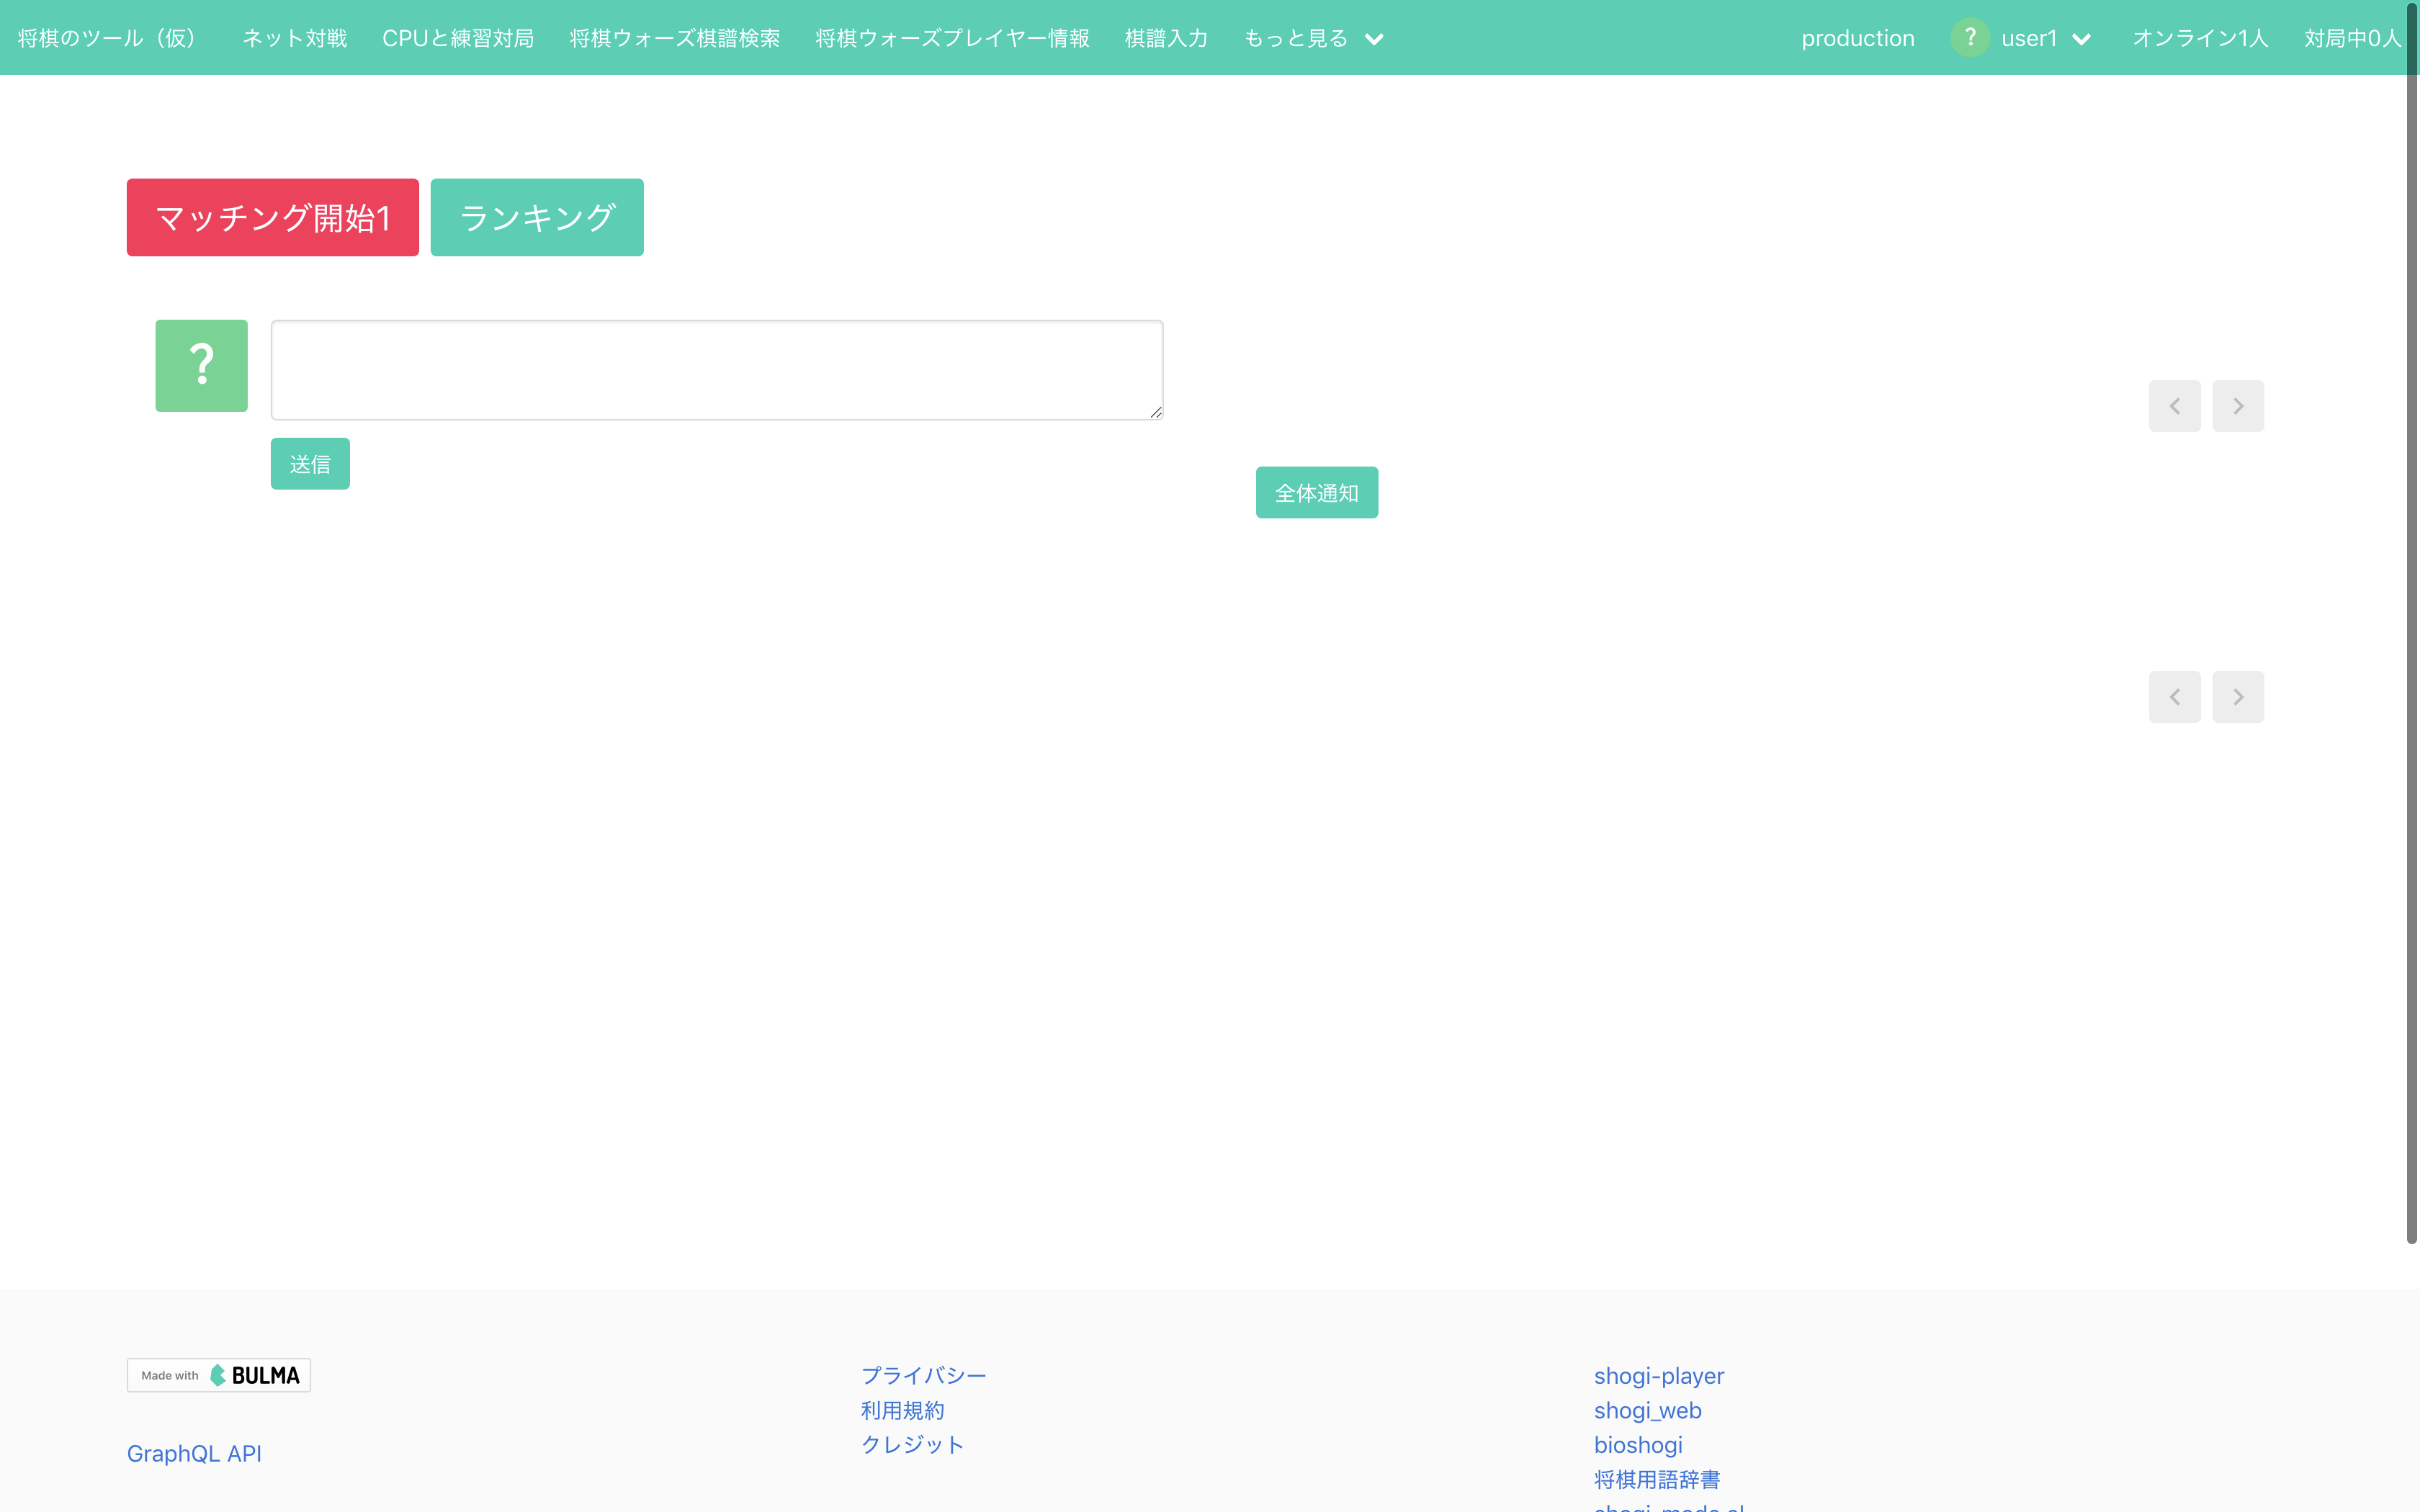 将棋のツール（仮） ネット対戦 CPUと練習対局 将棋ウォーズ棋譜検索 将棋ウォーズプレイヤー情報 棋譜入力 もっと見る production ? user1 オンライン1人 対局中0人
マッチング開始1 ランキング
?
送信
全体通知
Made with BULMA
GraphQL API
プライバシー
利用規約
クレジット
shogi-player
shogi_web
bioshogi
将棋用語辞書